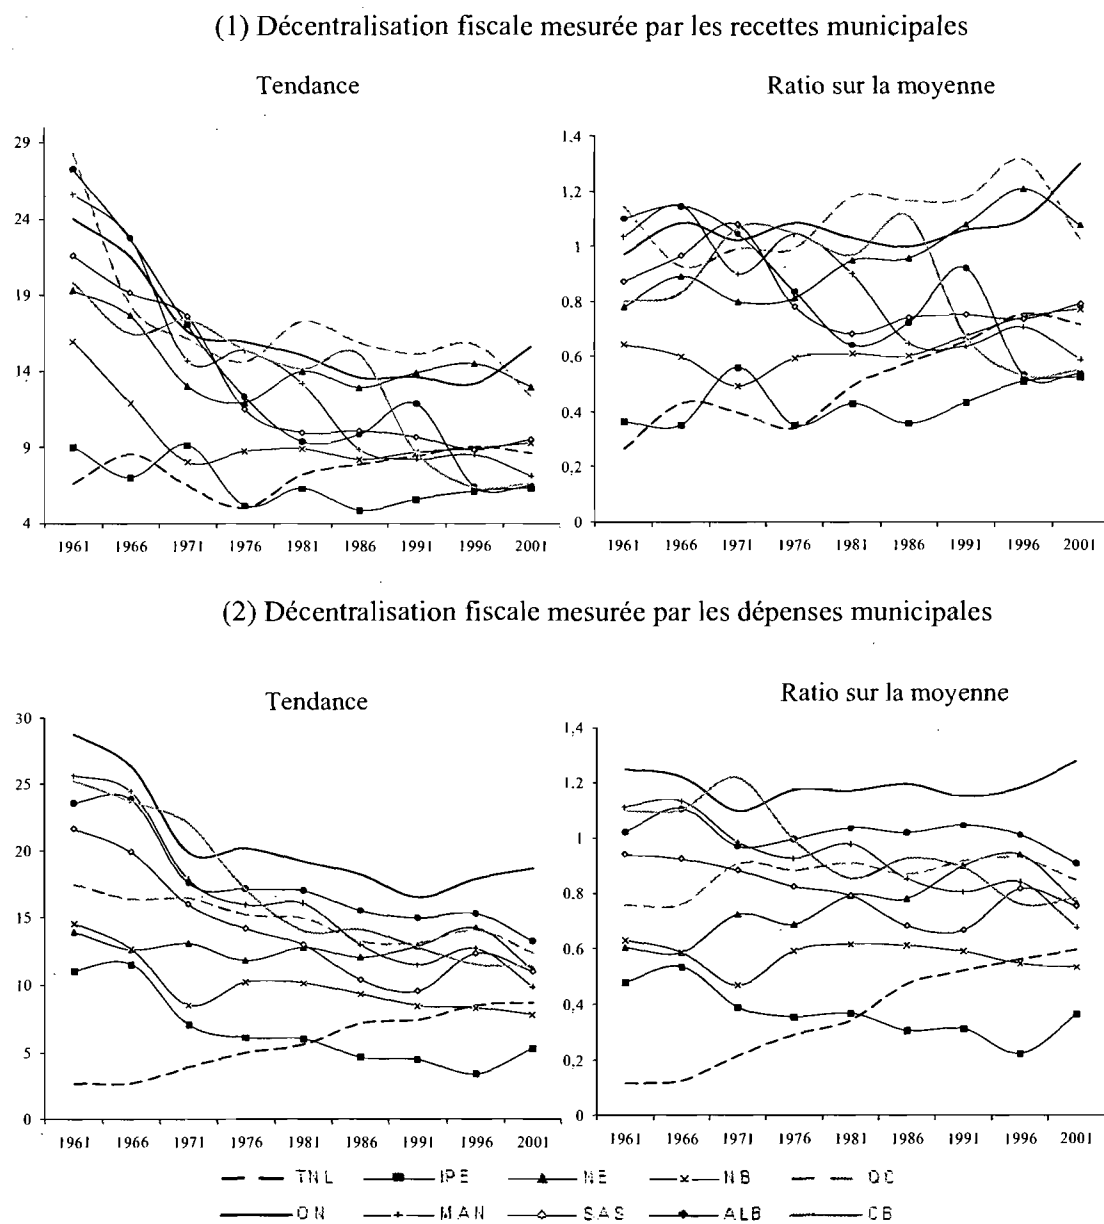 (1) Décentralisation fiscale mesurée par les recettes municipales
Tendance
Ratio sur la moyenne
29
24
19
14
9
4
1961 1966 1971 1976 1981 1986 1991 1996 2001
1,4
1,2
1
0,8
0,6
0,4
0,2
0
1961 1966 1971 1976 1981 1986 1991 1996 2001
(2) Décentralisation fiscale mesurée par les dépenses municipales
Tendance
Ratio sur la moyenne
30
25
20
15
10
5
0
1961 1966 1971 1976 1981 1986 1991 1996 2001
1,4
1,2
1
0,8
0,6
0,4
0,2
0
1961 1966 1971 1976 1981 1986 1991 1996 2001
TNL IPE NE NB QC
ON MAN SAS ALB CB